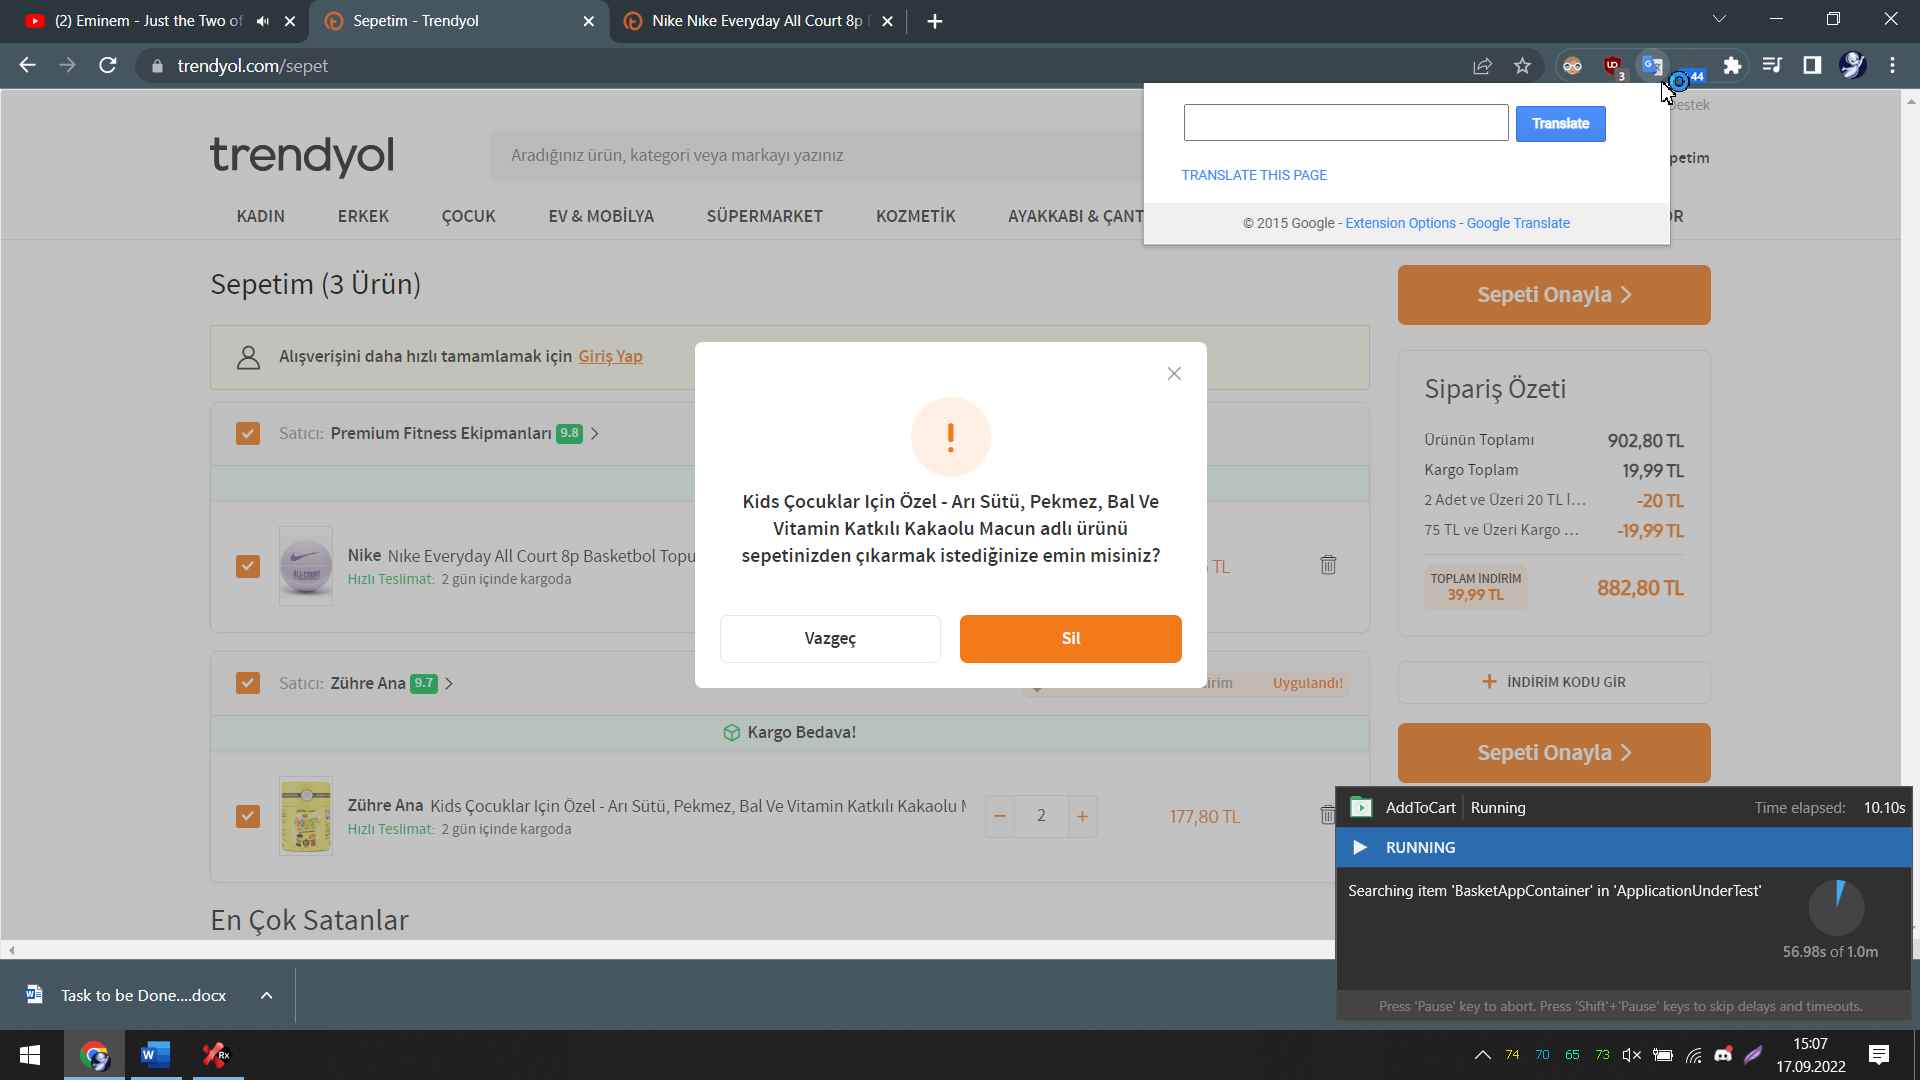 (2) Eminem - Just the Two of
Sepetim - Trendyol
Nike Nıke Everyday All Court 8p
trendyol.com/sepet
3
44
Destek
Translate
TRANSLATE THIS PAGE
© 2015 Google - Extension Options - Google Translate
trendyol
Aradığınız ürün, kategori veya markayı yazınız
petim
KADIN
ERKEK
ÇOCUK
EV & MOBİLYA
SÜPERMARKET
KOZMETİK
AYAKKABI & ÇANT
OR
Sepetim (3 Ürün)
Sepeti Onayla
Alışverişini daha hızlı tamamlamak için Giriş Yap
Satıcı: Premium Fitness Ekipmanları 9.8
Nike Nıke Everyday All Court 8p Basketbol Topu
Hızlı Teslimat: 2 gün içinde kargoda
TL
Kids Çocuklar Için Özel - Arı Sütü, Pekmez, Bal Ve
Vitamin Katkılı Kakaolu Macun adlı ürünü
sepetinizden çıkarmak istediğinize emin misiniz?
Vazgeç
Sil
Sipariş Özeti
Ürünün Toplamı 902,80 TL
Kargo Toplam 19,99 TL
2 Adet ve Üzeri 20 TL İ... -20 TL
75 TL ve Üzeri Kargo ... -19,99 TL
TOPLAM İNDİRİM
39,99 TL
882,80 TL
+ İNDİRİM KODU GİR
Sepeti Onayla
Satıcı: Zühre Ana 9.7
irim Uygulandı!
Kargo Bedava!
Zühre Ana Kids Çocuklar Için Özel - Arı Sütü, Pekmez, Bal Ve Vitamin Katkılı Kakaolu M
Hızlı Teslimat: 2 gün içinde kargoda
− 2 +
177,80 TL
En Çok Satanlar
AddToCart Running
Time elapsed: 10.10s
RUNNING
Searching item 'BasketAppContainer' in 'ApplicationUnderTest'
56.98s of 1.0m
Press 'Pause' key to abort. Press 'Shift'+'Pause' keys to skip delays and timeouts.
Task to be Done....docx
74 70 65 73
15:07
17.09.2022